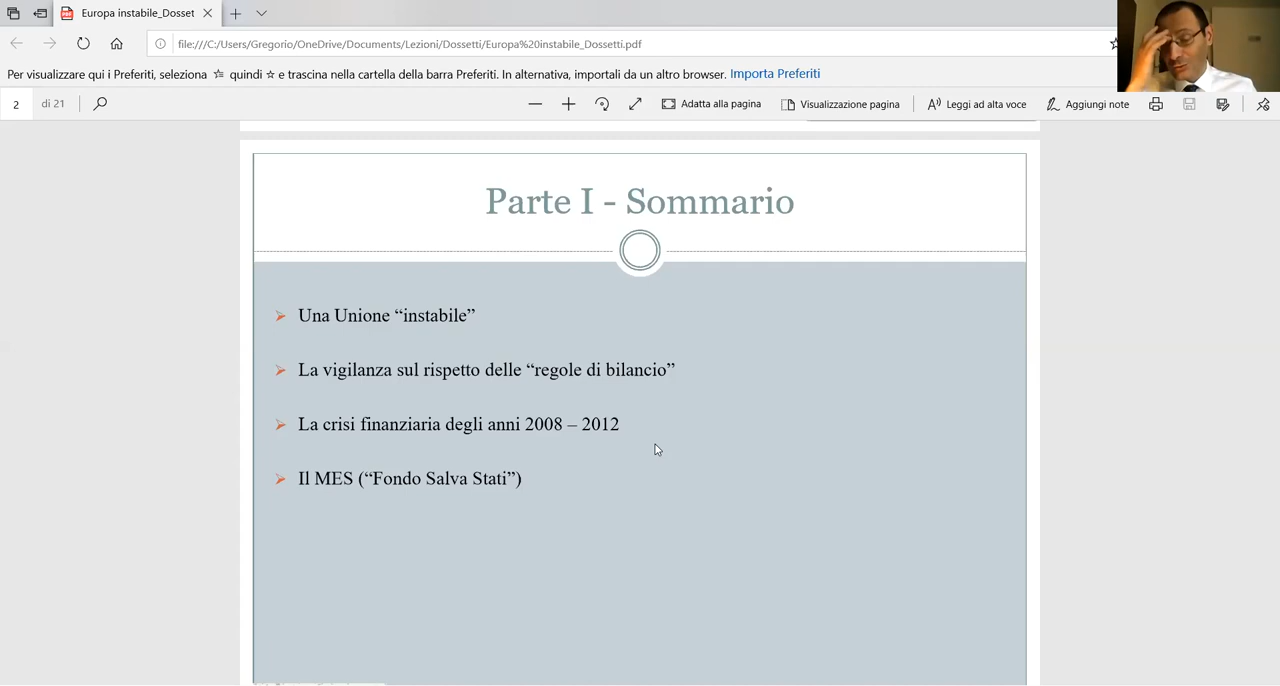 Europa instabile_Dosset
file:///C:/Users/Gregorio/OneDrive/Documents/Lezioni/Dossetti/Europa%20instabile_Dossetti.pdf
Per visualizzare qui i Preferiti, seleziona quindi e trascina nella cartella della barra Preferiti. In alternativa, importali da un altro browser. Importa Preferiti
2 di 21 Adatta alla pagina Visualizzazione pagina Leggi ad alta voce Aggiungi note
Parte I - Sommario
Una Unione “instabile”
La vigilanza sul rispetto delle “regole di bilancio”
La crisi finanziaria degli anni 2008 – 2012
Il MES (“Fondo Salva Stati”)